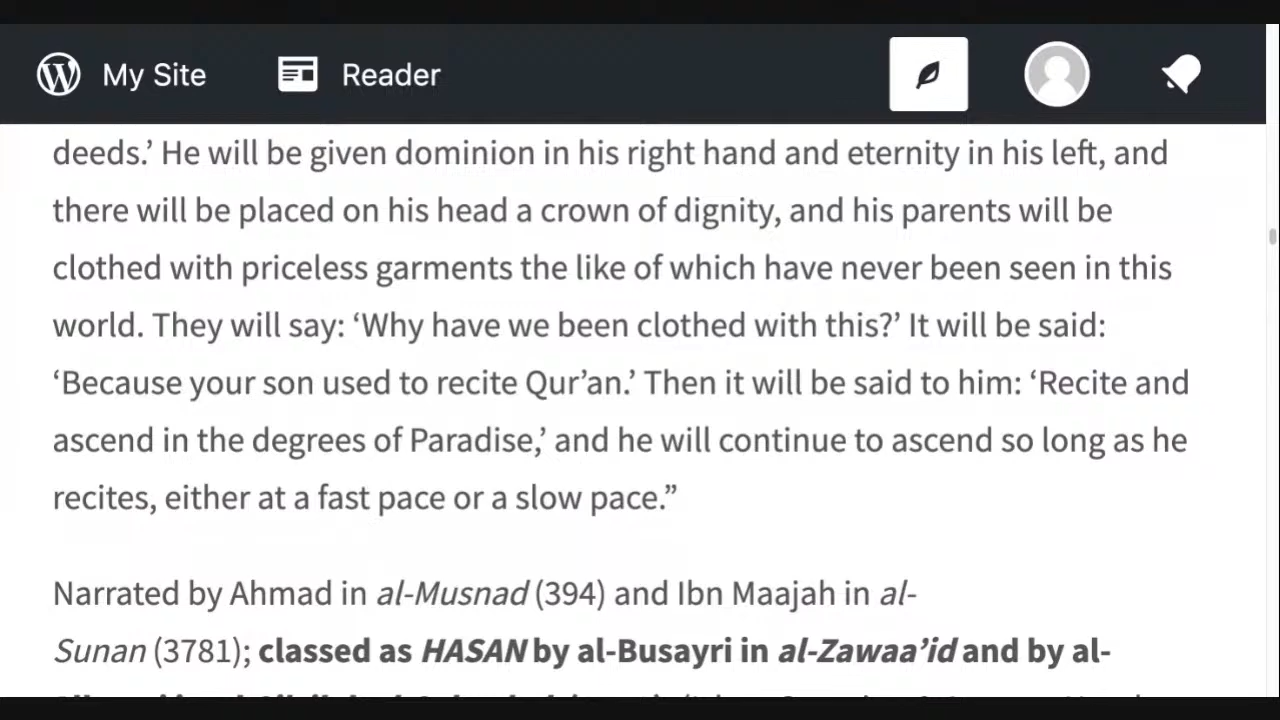 My Site
Reader
deeds.’ He will be given dominion in his right hand and eternity in his left, and
there will be placed on his head a crown of dignity, and his parents will be
clothed with priceless garments the like of which have never been seen in this
world. They will say: ‘Why have we been clothed with this?’ It will be said:
‘Because your son used to recite Qur’an.’ Then it will be said to him: ‘Recite and
ascend in the degrees of Paradise,’ and he will continue to ascend so long as he
recites, either at a fast pace or a slow pace.”
Narrated by Ahmad in al-Musnad (394) and Ibn Maajah in al-
Sunan (3781); classed as HASAN by al-Busayri in al-Zawaa’id and by al-